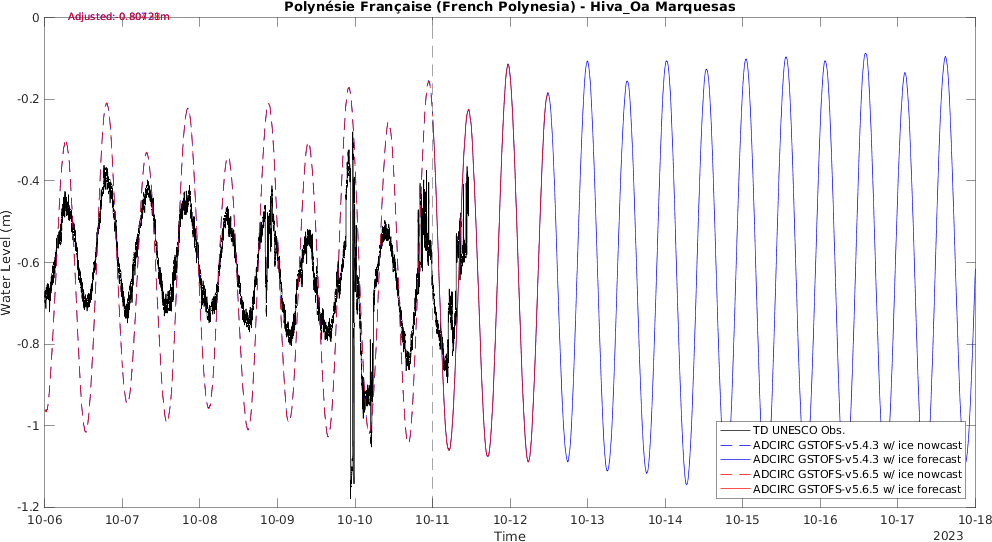 Polynésie Française (French Polynesia) - Hiva_Oa Marquesas
Water Level (m)
0
-0.2
-0.4
-0.6
-0.8
-1
-1.2
TD UNESCO Obs.
ADCIRC GSTOFS-v5.4.3 w/ ice nowcast
ADCIRC GSTOFS-v5.4.3 w/ ice forecast
ADCIRC GSTOFS-v5.6.5 w/ ice nowcast
ADCIRC GSTOFS-v5.6.5 w/ ice forecast
10-06 10-07 10-08 10-09 10-10 10-11 10-12 10-13 10-14 10-15 10-16 10-17 10-18
Time
2023
Adjusted: